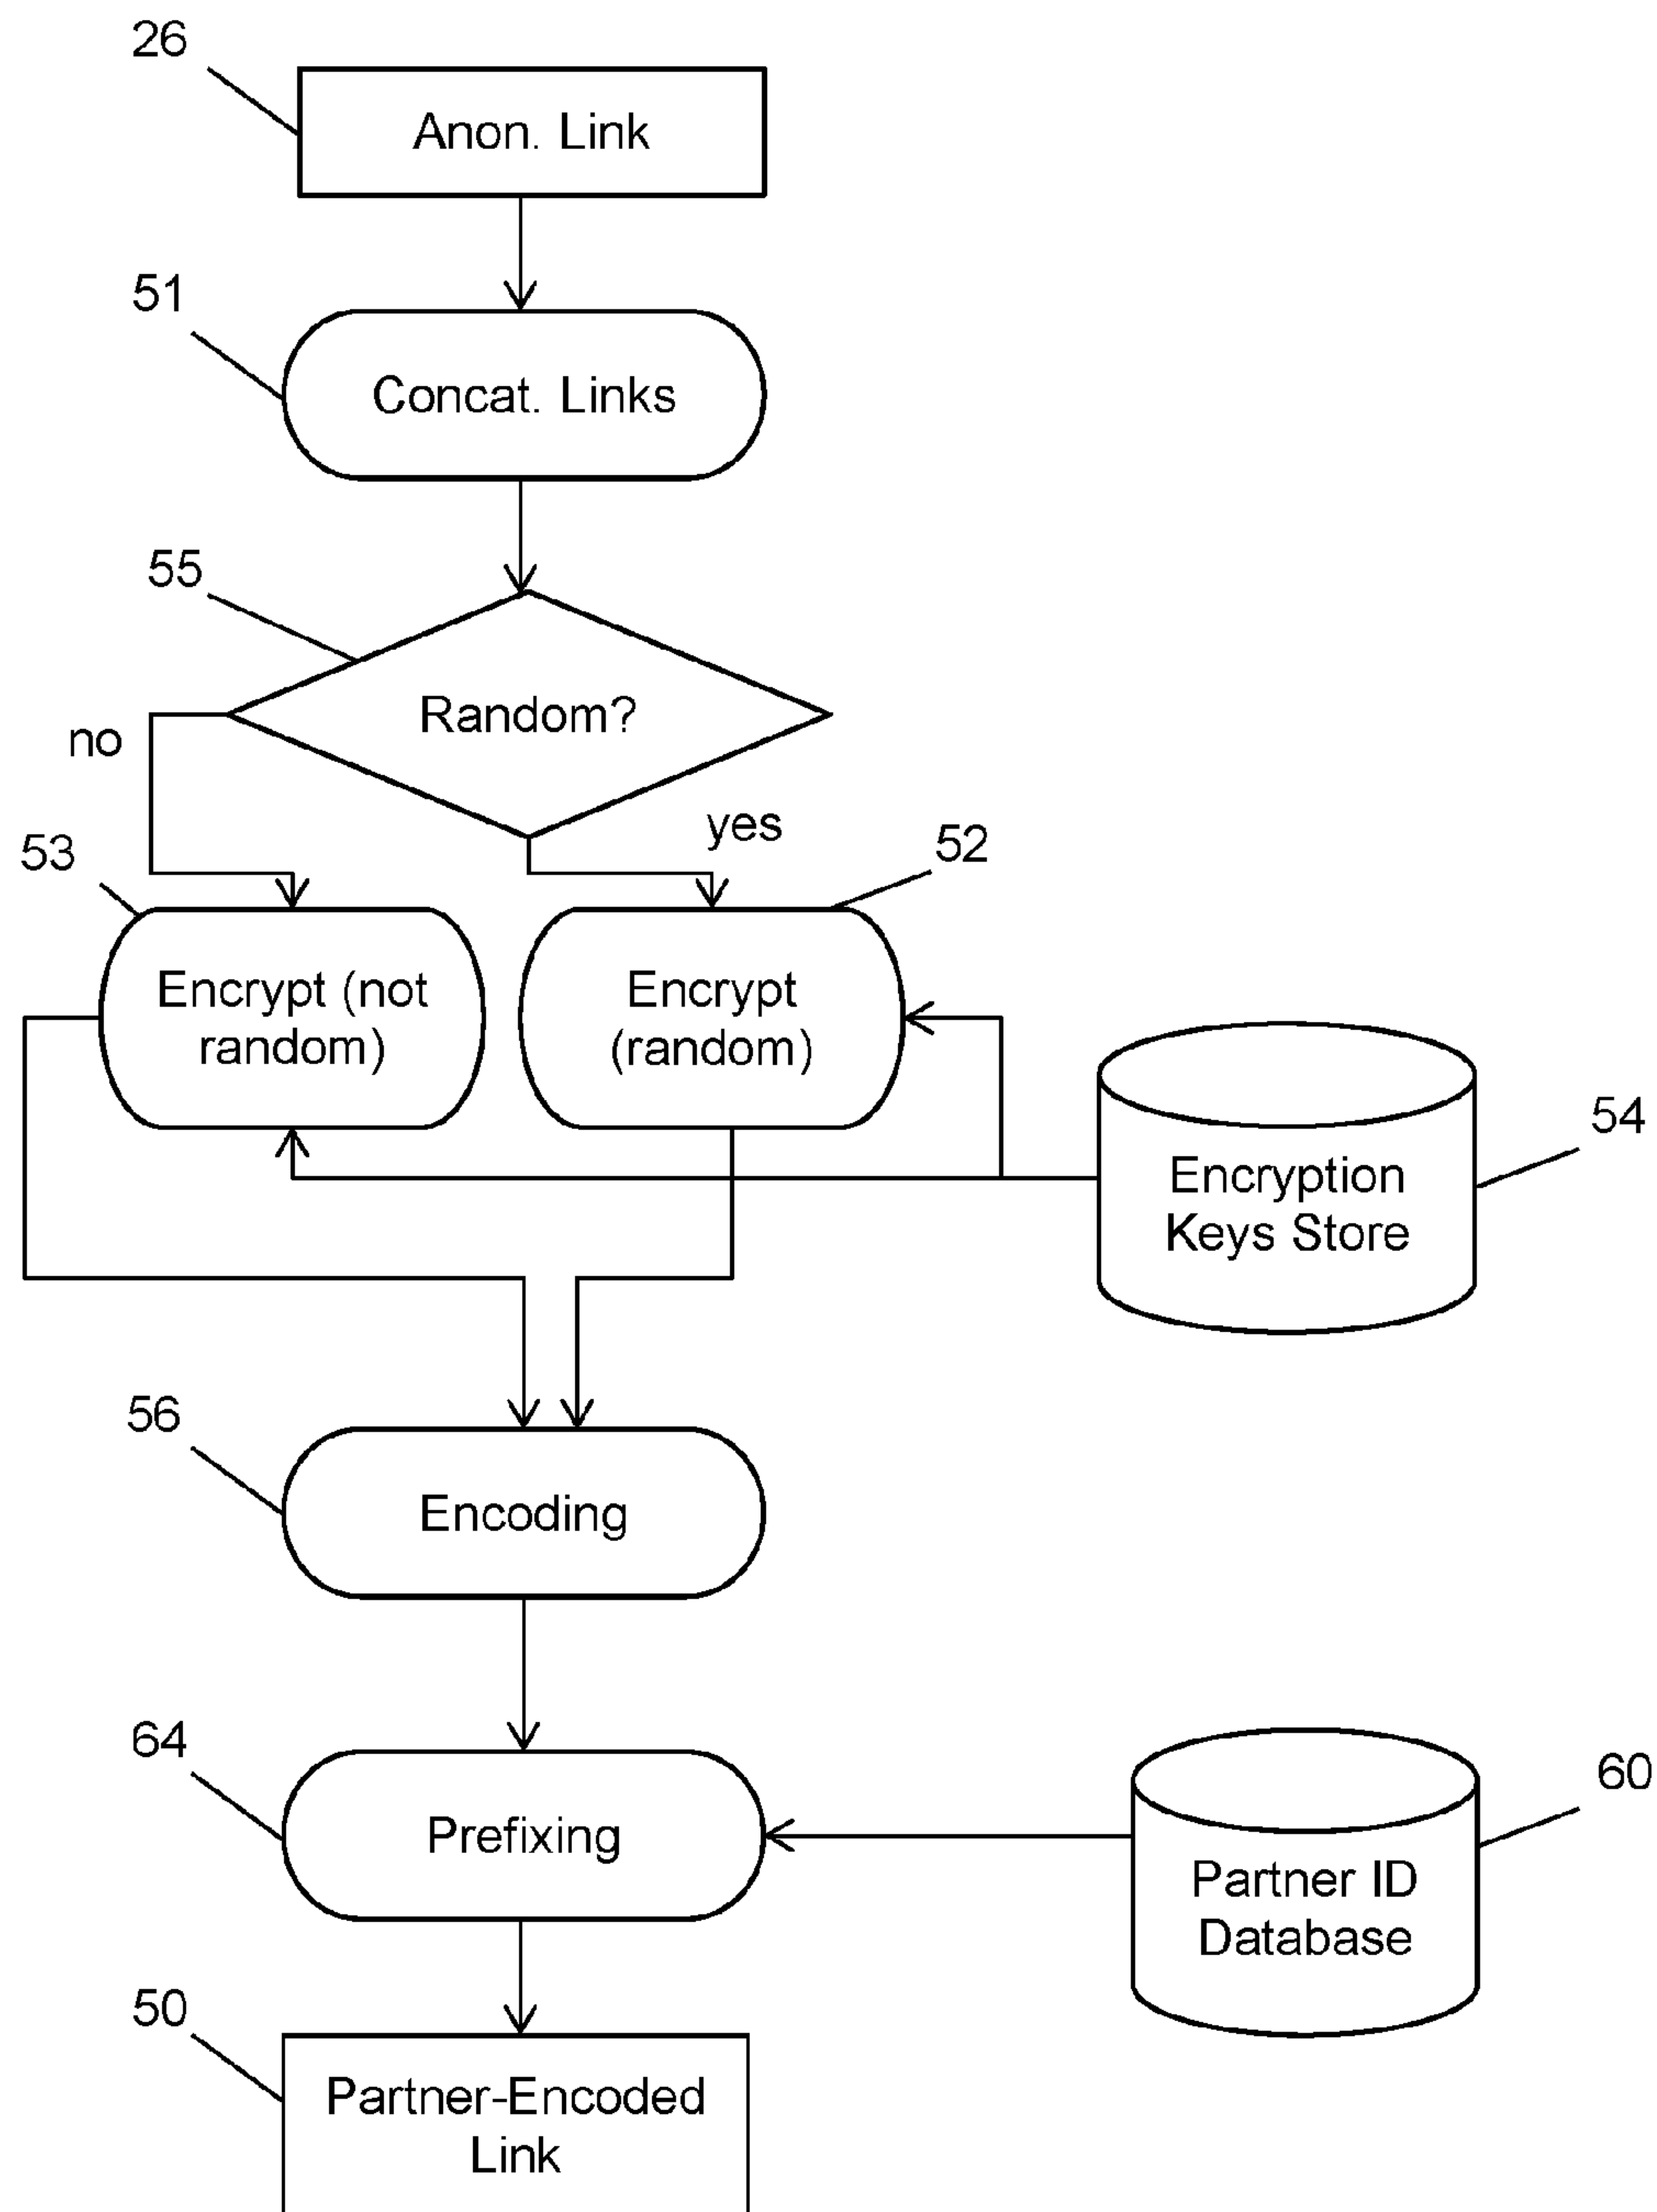 26
Anon. Link
51
Concat. Links
55
Random?
no
yes
53
52
Encrypt (not
random)
Encrypt
(random)
54
Encryption
Keys Store
56
Encoding
64
Prefixing
60
Partner ID
Database
50
Partner-Encoded
Link